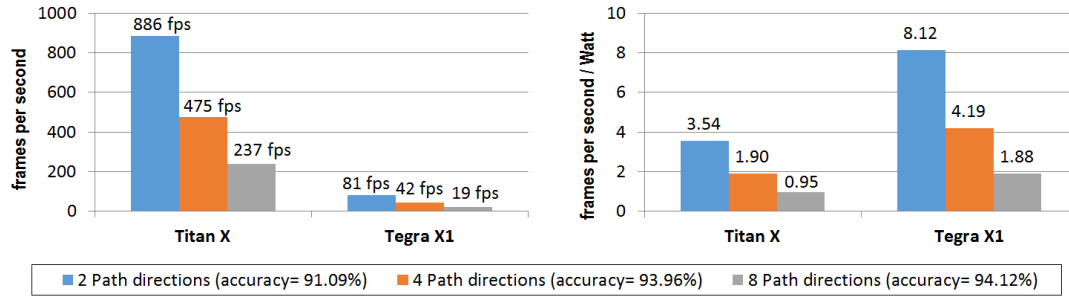 frames per second
1000
800
600
400
200
0
886 fps
475 fps
237 fps
81 fps
42 fps
19 fps
Titan X
Tegra X1
frames per second / Watt
10
8
6
4
2
0
3.54
1.90
0.95
8.12
4.19
1.88
Titan X
Tegra X1
2 Path directions (accuracy= 91.09%)
4 Path directions (accuracy= 93.96%)
8 Path directions (accuracy= 94.12%)